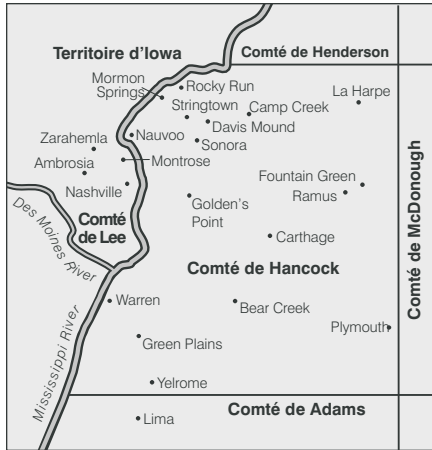 Territoire d'Iowa
Comté de Henderson
Mormon
Springs
Rocky Run
La Harpe
Stringtown
Camp Creek
Davis Mound
Zarahemla
Nauvoo
Sonora
Ambrosia
Montrose
Fountain Green
Nashville
Ramus
Golden's
Point
Des Moines River
Comté
de Lee
Carthage
Comté de McDonough
Comté de Hancock
Warren
Bear Creek
Plymouth
Mississippi River
Green Plains
Yelrome
Comté de Adams
Lima